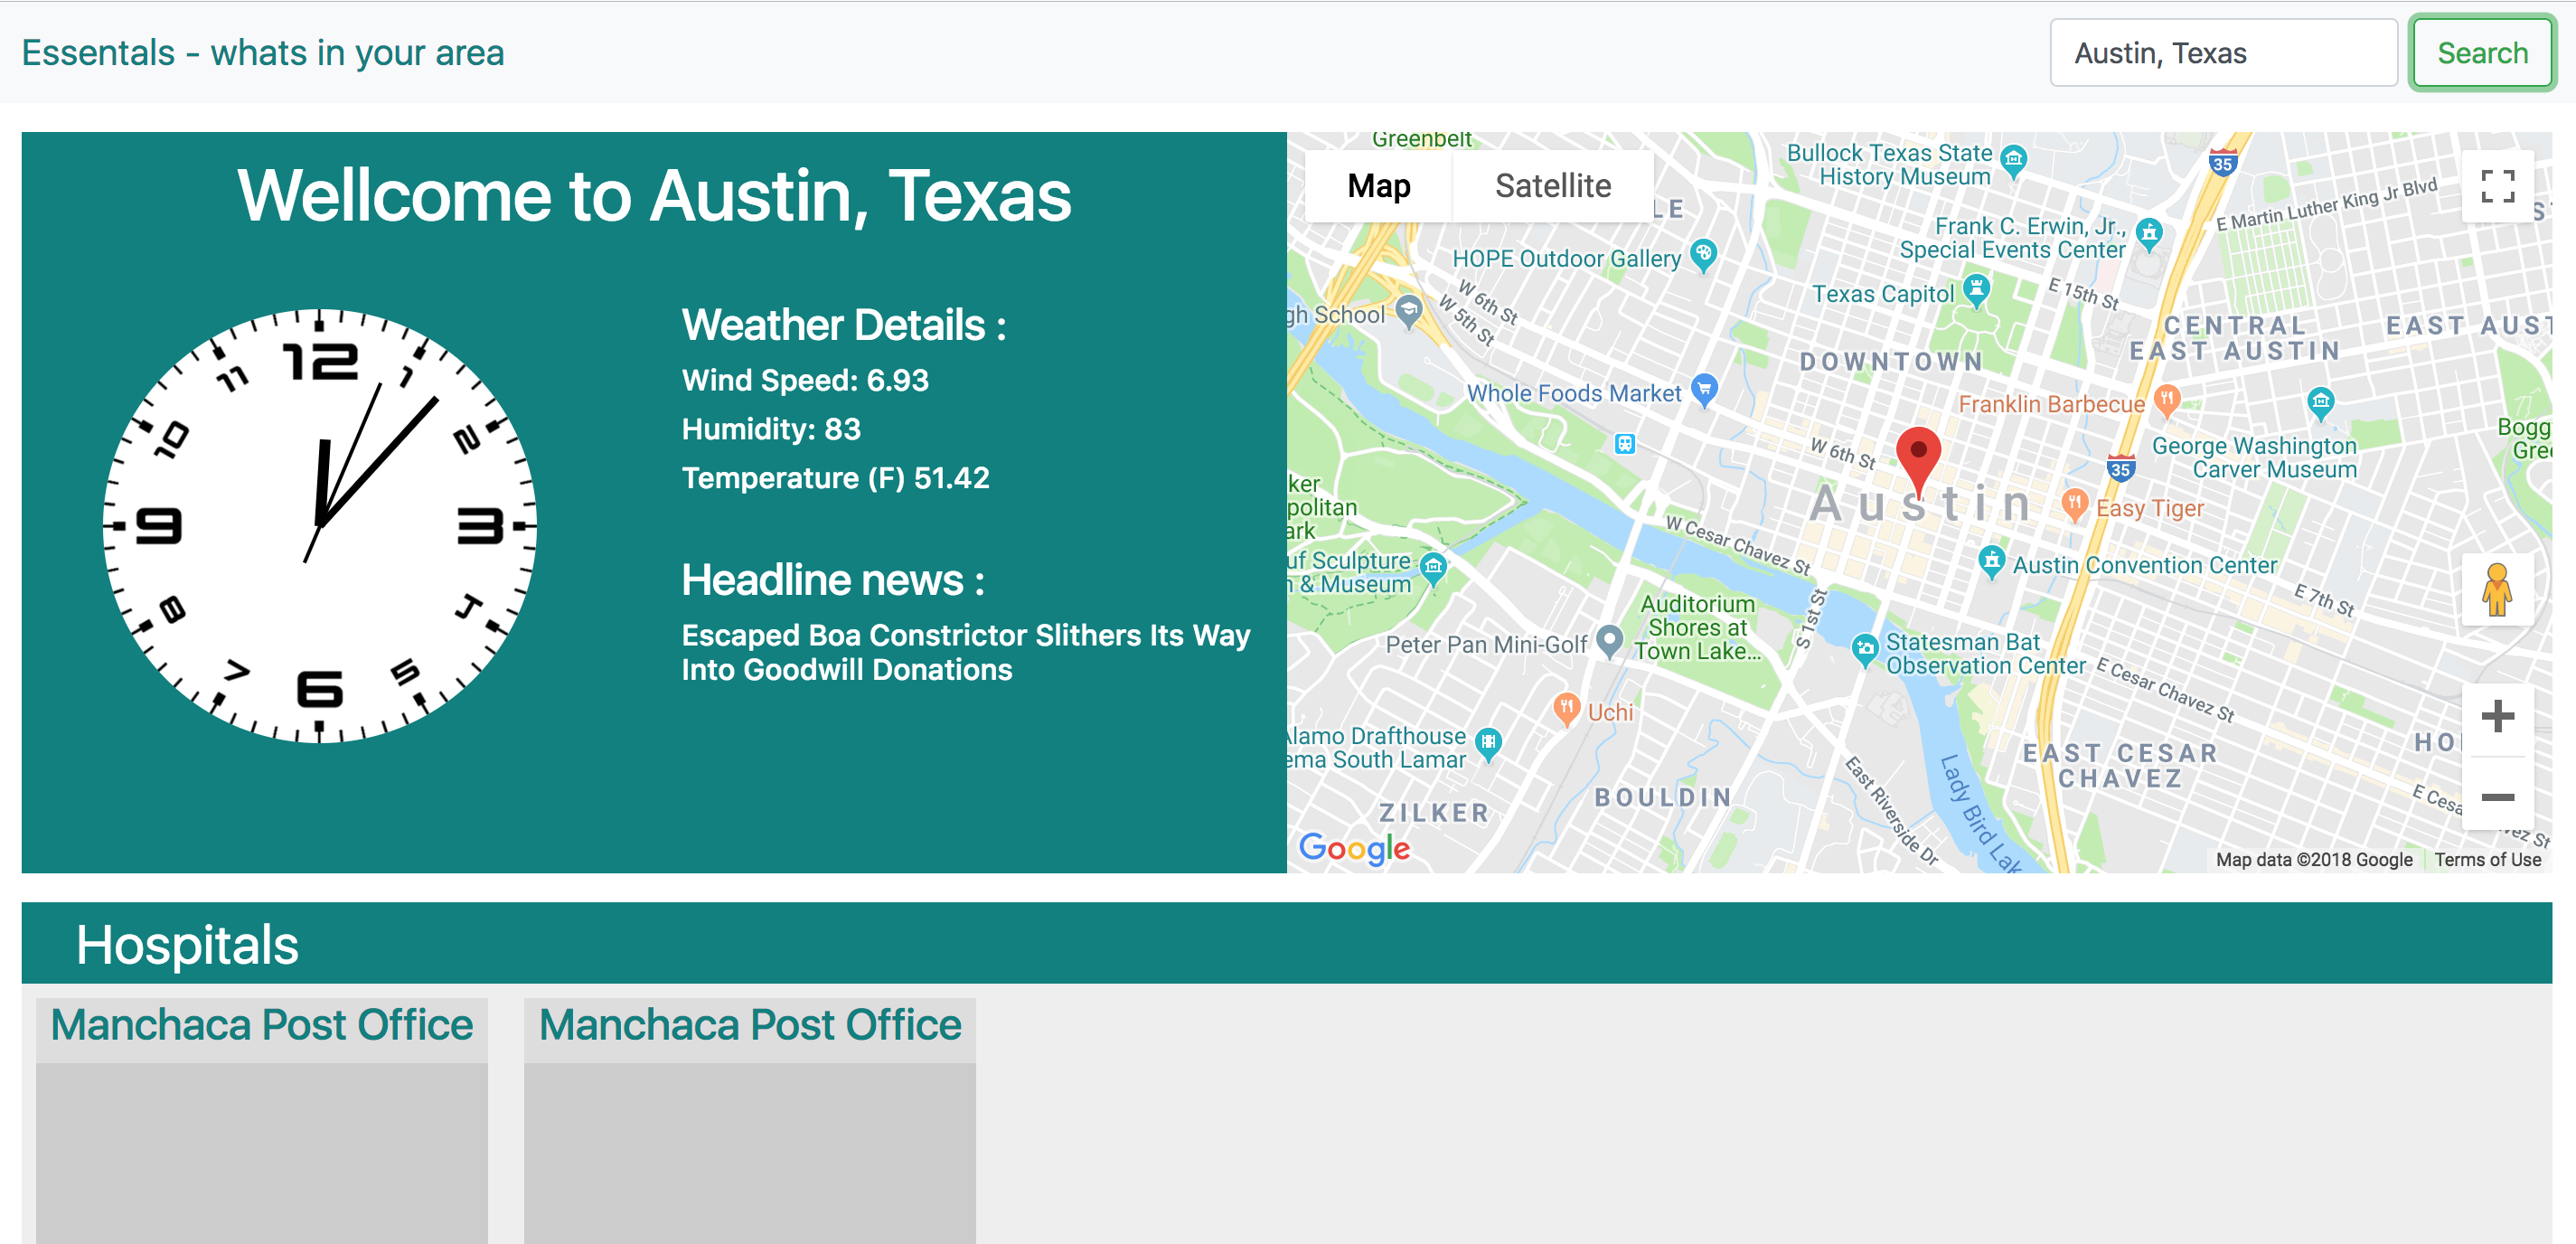 Essentals - whats in your area
Austin, Texas
Search
Wellcome to Austin, Texas
12
1
2
3
4
5
6
7
8
9
10
11
Weather Details :
Wind Speed: 6.93
Humidity: 83
Temperature (F) 51.42
Headline news :
Escaped Boa Constrictor Slithers Its Way
Into Goodwill Donations
Greenbelt
Map
Satellite
LE
Bullock Texas State
History Museum
35
E Martin Luther King Jr Blvd
Frank C. Erwin, Jr.,
Special Events Center
HOPE Outdoor Gallery
Texas Capitol
E 15th St
W 6th St
W 5th St
gh School
CENTRAL
EAST AUSTIN
EAST AUST
DOWNTOWN
Whole Foods Market
Franklin Barbecue
George Washington
Carver Museum
Bogg
Gree
W 6th St
35
Austin
Easy Tiger
ker
politan
ark
W Cesar Chavez St
Austin Convention Center
uf Sculpture
n & Museum
E 7th St
Auditorium
Shores at
Town Lake...
S 1st St
Peter Pan Mini-Golf
Statesman Bat
Observation Center
E Cesar Chavez St
Uchi
Alamo Drafthouse
ema South Lamar
EAST CESAR
CHAVEZ
HOL
Lady Bird Lak
East Riverside Dr
BOULDIN
ZILKER
E Cesa
vez St
Google
Map data ©2018 Google
Terms of Use
Hospitals
Manchaca Post Office
Manchaca Post Office